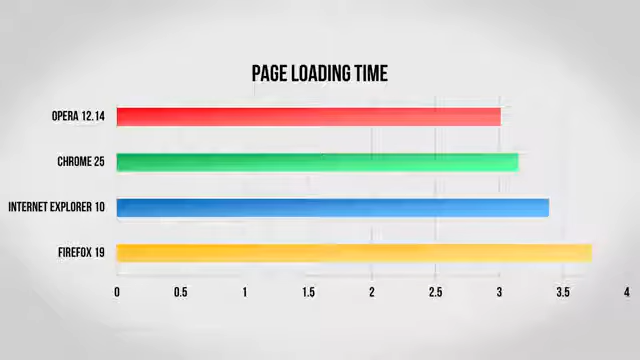 PAGE LOADING TIME
OPERA 12.14
CHROME 25
INTERNET EXPLORER 10
FIREFOX 19
0 0.5 1 1.5 2 2.5 3 3.5 4